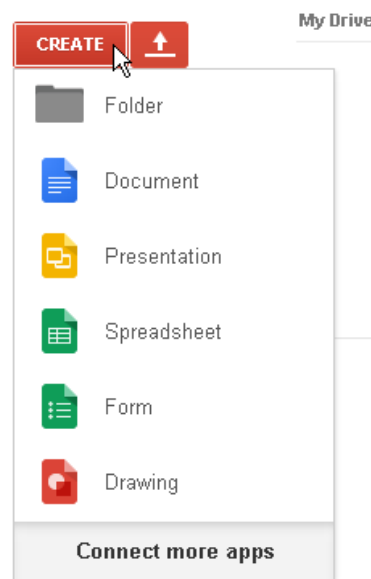 My Drive
CREATE
Folder
Document
Presentation
Spreadsheet
Form
Drawing
Connect more apps